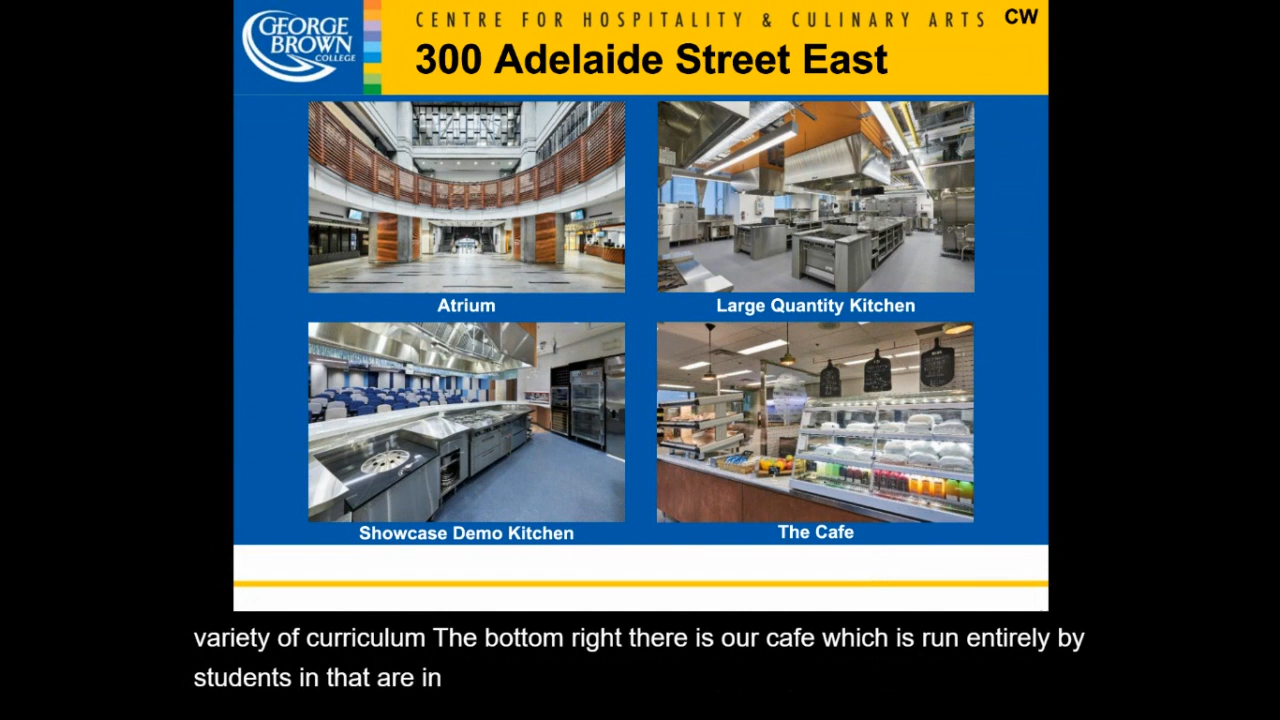 GEORGE
BROWN
COLLEGE
CENTRE FOR HOSPITALITY & CULINARY ARTS
CW
300 Adelaide Street East
Atrium
Large Quantity Kitchen
Showcase Demo Kitchen
The Cafe
variety of curriculum The bottom right there is our cafe which is run entirely by
students in that are in